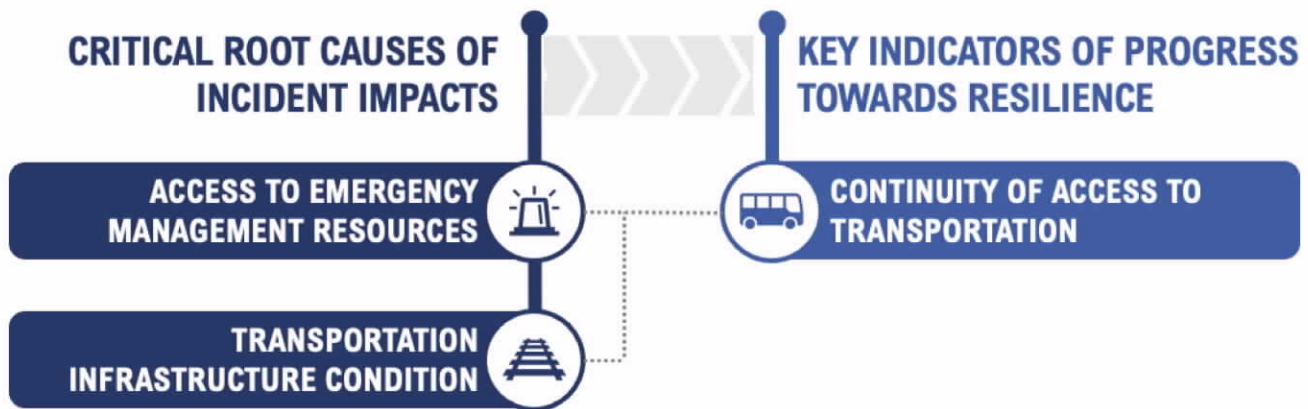 CRITICAL ROOT CAUSES OF
INCIDENT IMPACTS
KEY INDICATORS OF PROGRESS
TOWARDS RESILIENCE
ACCESS TO EMERGENCY
MANAGEMENT RESOURCES
CONTINUITY OF ACCESS TO
TRANSPORTATION
TRANSPORTATION
INFRASTRUCTURE CONDITION